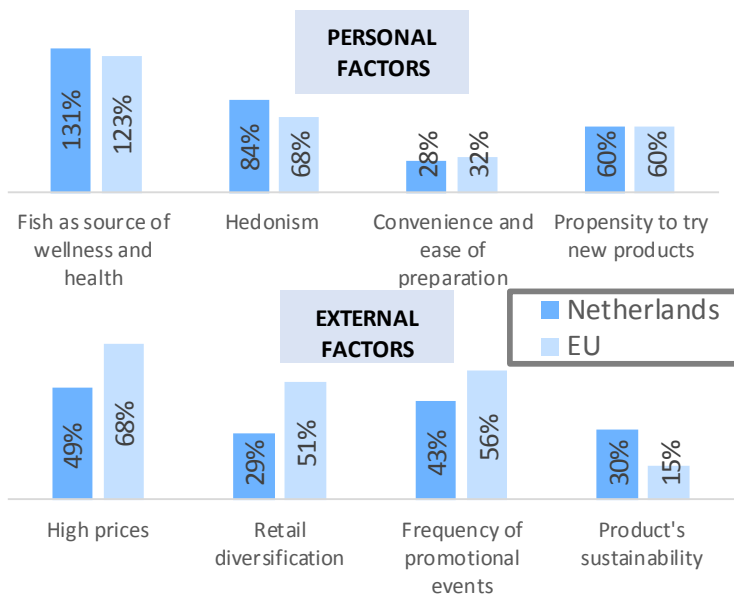 PERSONAL
FACTORS
131%
123%
84%
68%
28%
32%
60%
60%
Fish as source of
wellness and
health
Hedonism
Convenience and
ease of
preparation
Propensity to try
new products
EXTERNAL
FACTORS
Netherlands
EU
49%
68%
29%
51%
43%
56%
30%
15%
High prices
Retail
diversification
Frequency of
promotional
events
Product's
sustainability